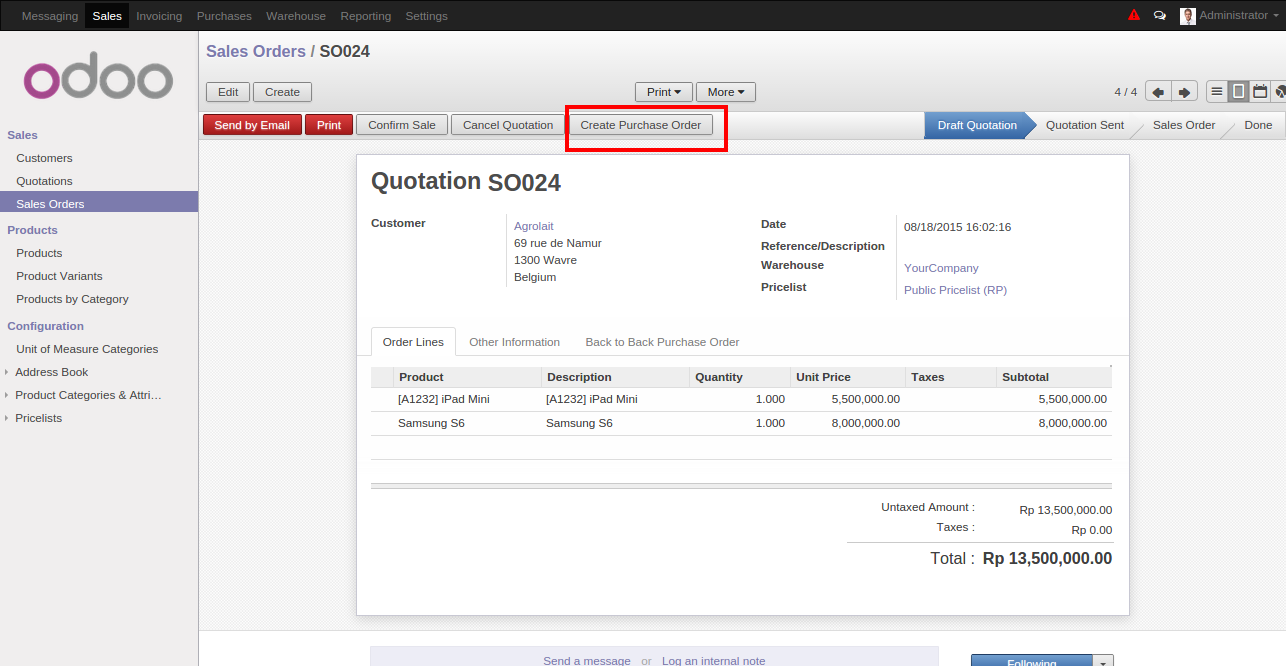 Messaging Sales Invoicing Purchases Warehouse Reporting Settings Administrator
odoo
Sales
Customers
Quotations
Sales Orders
Products
Products
Product Variants
Products by Category
Configuration
Unit of Measure Categories
Address Book
Product Categories & Attri...
Pricelists
Sales Orders / SO024
Edit Create Print More 4 / 4
Send by Email Print Confirm Sale Cancel Quotation Create Purchase Order Draft Quotation Quotation Sent Sales Order Done
Quotation SO024
Customer
Agrolait
69 rue de Namur
1300 Wavre
Belgium
Date 08/18/2015 16:02:16
Reference/Description
Warehouse YourCompany
Pricelist Public Pricelist (RP)
Order Lines Other Information Back to Back Purchase Order
Product Description Quantity Unit Price Taxes Subtotal
[A1232] iPad Mini [A1232] iPad Mini 1.000 5,500,000.00 5,500,000.00
Samsung S6 Samsung S6 1.000 8,000,000.00 8,000,000.00
Untaxed Amount : Rp 13,500,000.00
Taxes : Rp 0.00
Total : Rp 13,500,000.00
Send a message or Log an internal note Following